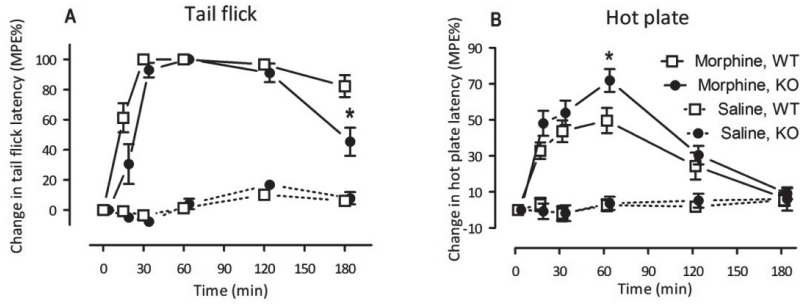 A
Tail flick
Change in tail flick latency (MPE%)
100
80
60
40
20
0
*
0 30 60 90 120 150 180
Time (min)
B
Hot plate
Change in hot plate latency (MPE%)
90
70
50
30
10
-10
*
Morphine, WT
Morphine, KO
Saline, WT
Saline, KO
0 30 60 90 120 150 180
Time (min)